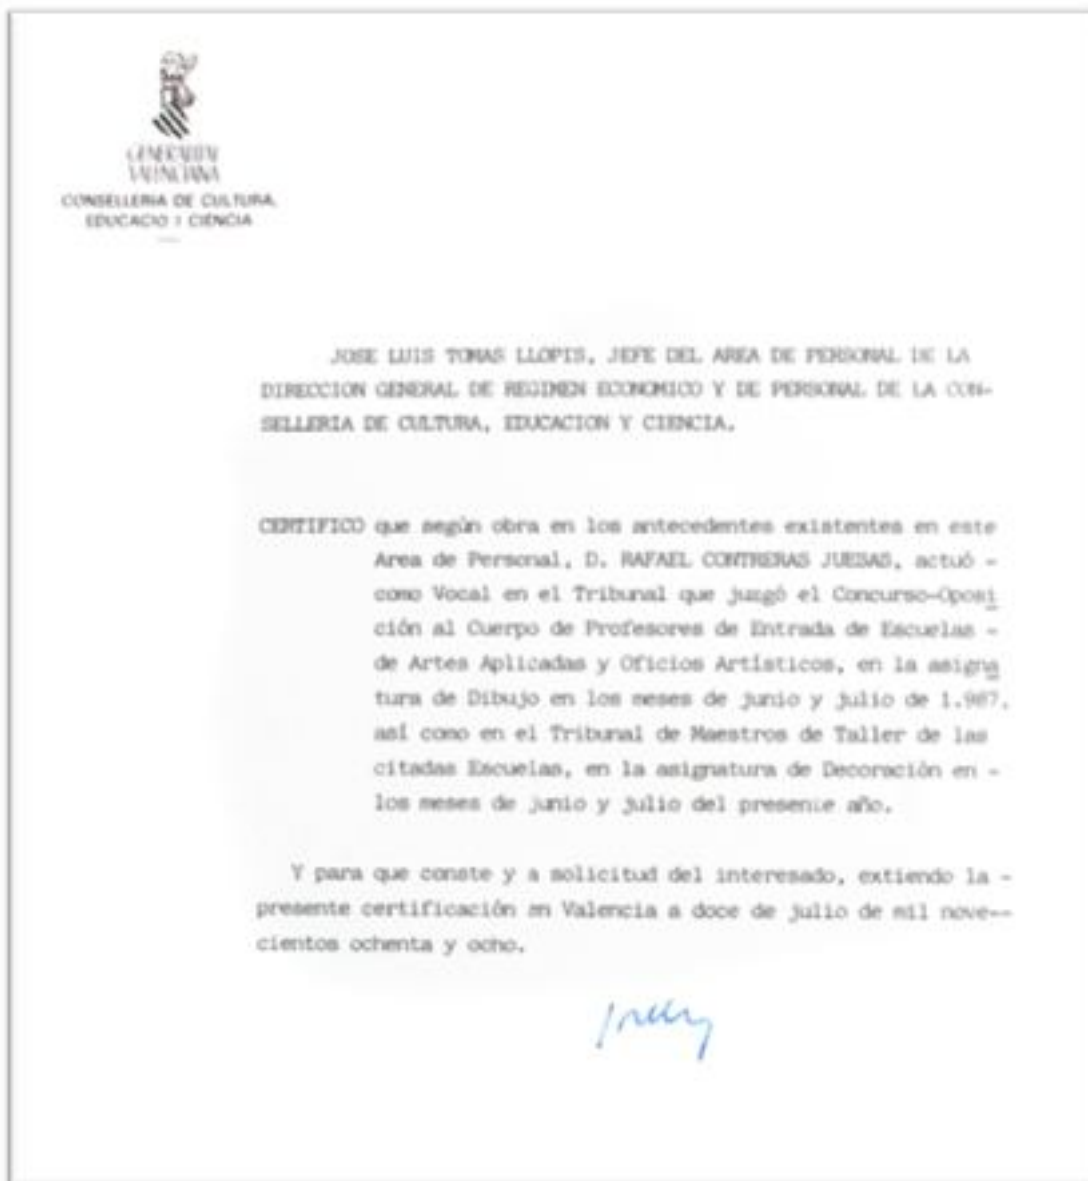 GENERALITAT
VALENCIANA
CONSELLERIA DE CULTURA,
EDUCACIO I CIENCIA
JOSE LUIS TOMAS LLOPIS, JEFE DEL AREA DE PERSONAL DE LA
DIRECCION GENERAL DE REGIMEN ECONOMICO Y DE PERSONAL DE LA CON-
SELLERIA DE CULTURA, EDUCACION Y CIENCIA.
CERTIFICO que según obra en los antecedentes existentes en este
Area de Personal, D. RAFAEL CONTRERAS JUESAS, actuó -
como Vocal en el Tribunal que juzgó el Concurso-Oposi
ción al Cuerpo de Profesores de Entrada de Escuelas -
de Artes Aplicadas y Oficios Artísticos, en la asigna
tura de Dibujo en los meses de junio y julio de 1.987,
así como en el Tribunal de Maestros de Taller de las
citadas Escuelas, en la asignatura de Decoración en -
los meses de junio y julio del presente año.
Y para que conste y a solicitud del interesado, extiendo la -
presente certificación en Valencia a doce de julio de mil nove--
cientos ochenta y ocho.